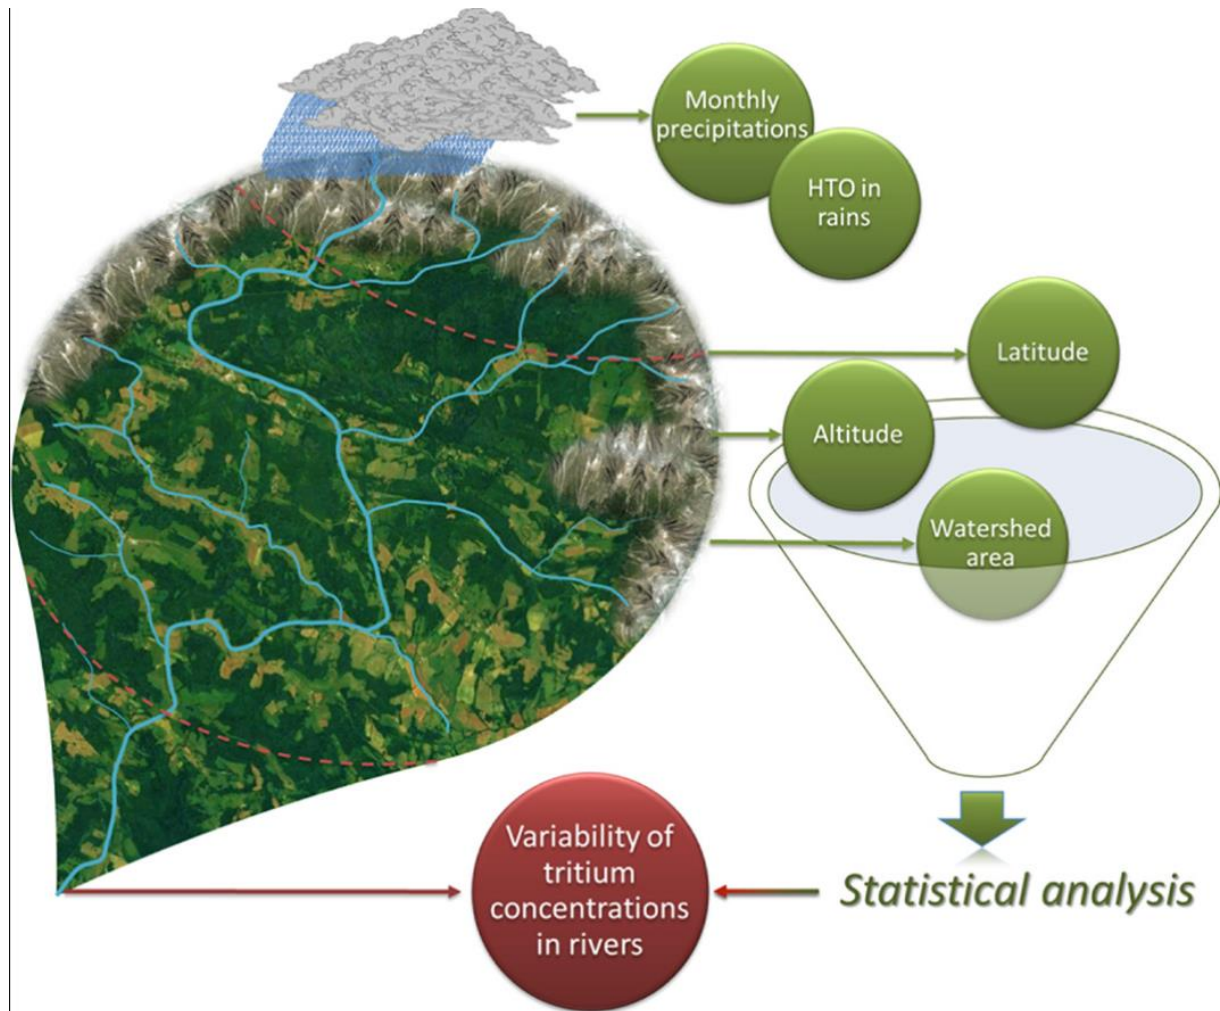 Monthly
precipitations
HTO in
rains
Latitude
Altitude
Watershed
area
Variability of
tritium
concentrations
in rivers
Statistical analysis